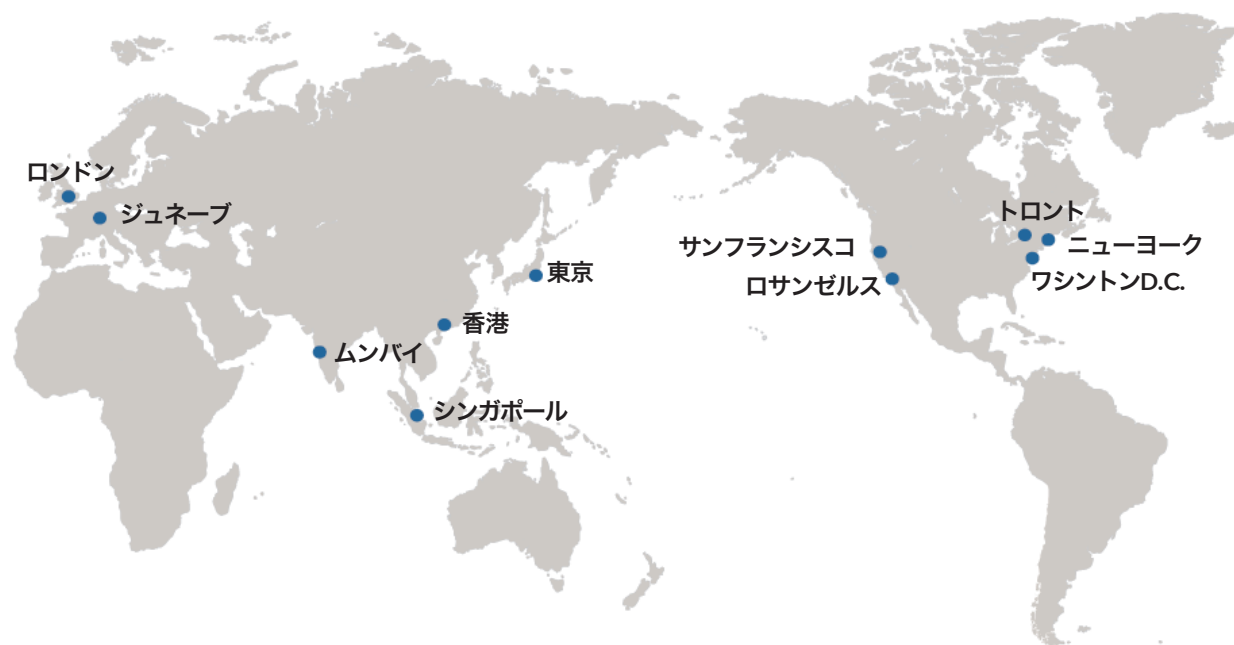 ロンドン
ジュネーブ
東京
香港
ムンバイ
シンガポール
サンフランシスコ
ロサンゼルス
トロント
ニューヨーク
ワシントンD.C.